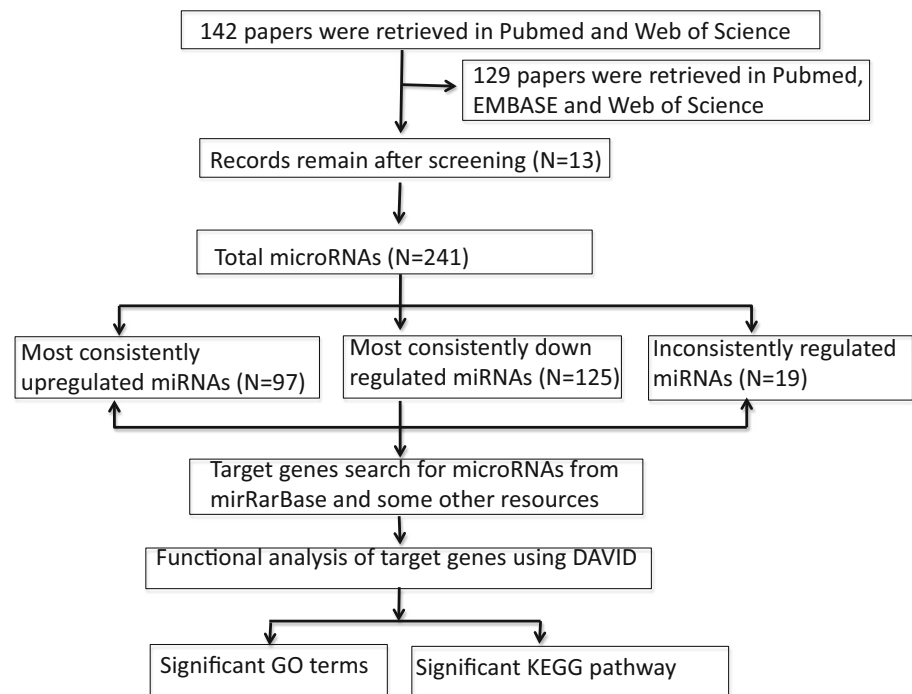 142 papers were retrieved in Pubmed and Web of Science
129 papers were retrieved in Pubmed,
EMBASE and Web of Science
Records remain after screening (N=13)
Total microRNAs (N=241)
Most consistently
upregulated miRNAs (N=97)
Most consistently down
regulated miRNAs (N=125)
Inconsistently regulated
miRNAs (N=19)
Target genes search for microRNAs from
mirRarBase and some other resources
Functional analysis of target genes using DAVID
Significant GO terms
Significant KEGG pathway